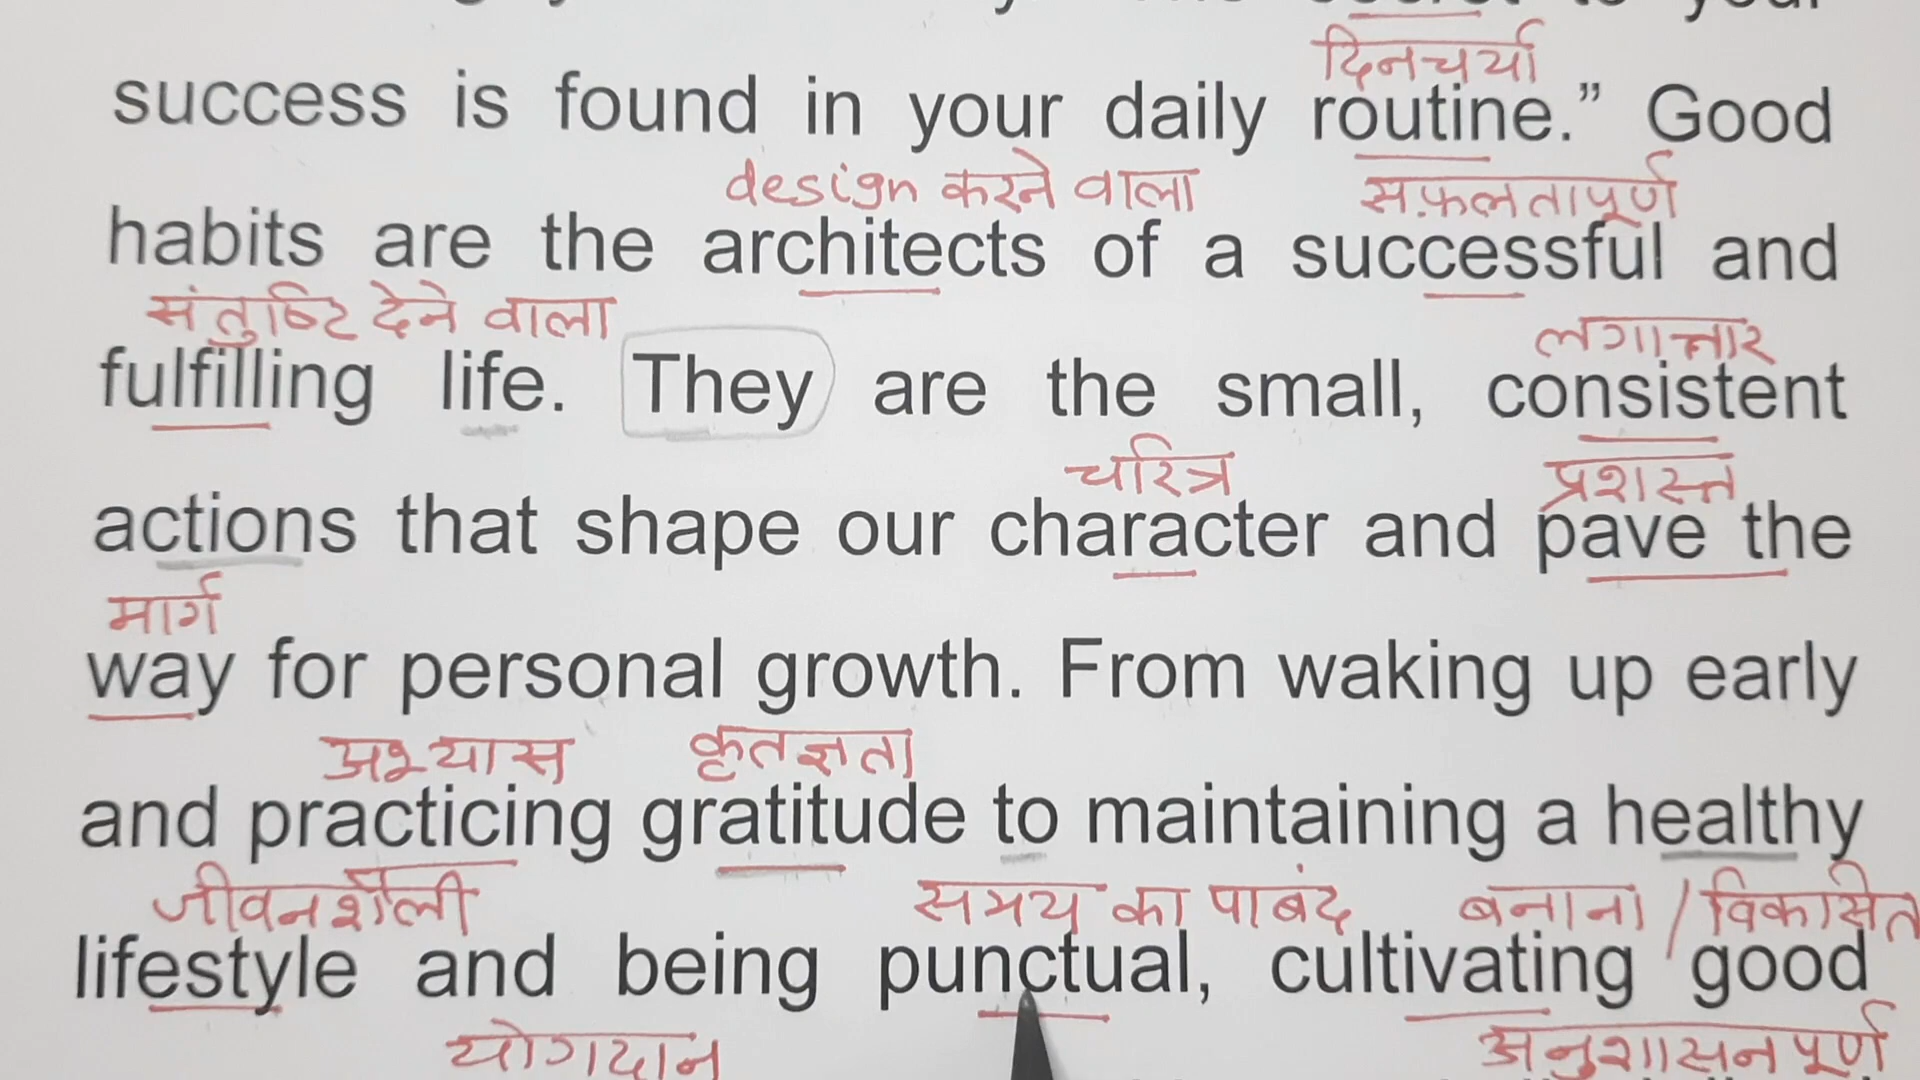 to your
दिनचर्या
success is found in your daily routine.” Good
design करने वाला सफ़लतापूर्ण
habits are the architects of a successful and
संतुष्टि देने वाला लगातार
fulfilling life. They are the small, consistent
चरित्र प्रशस्त
actions that shape our character and pave the
मार्ग
way for personal growth. From waking up early
अभ्यास कृतज्ञता
and practicing gratitude to maintaining a healthy
जीवनशैली समय का पाबंद बनाना / विकासित
lifestyle and being punctual, cultivating good
योगदान अनुशासनपूर्ण